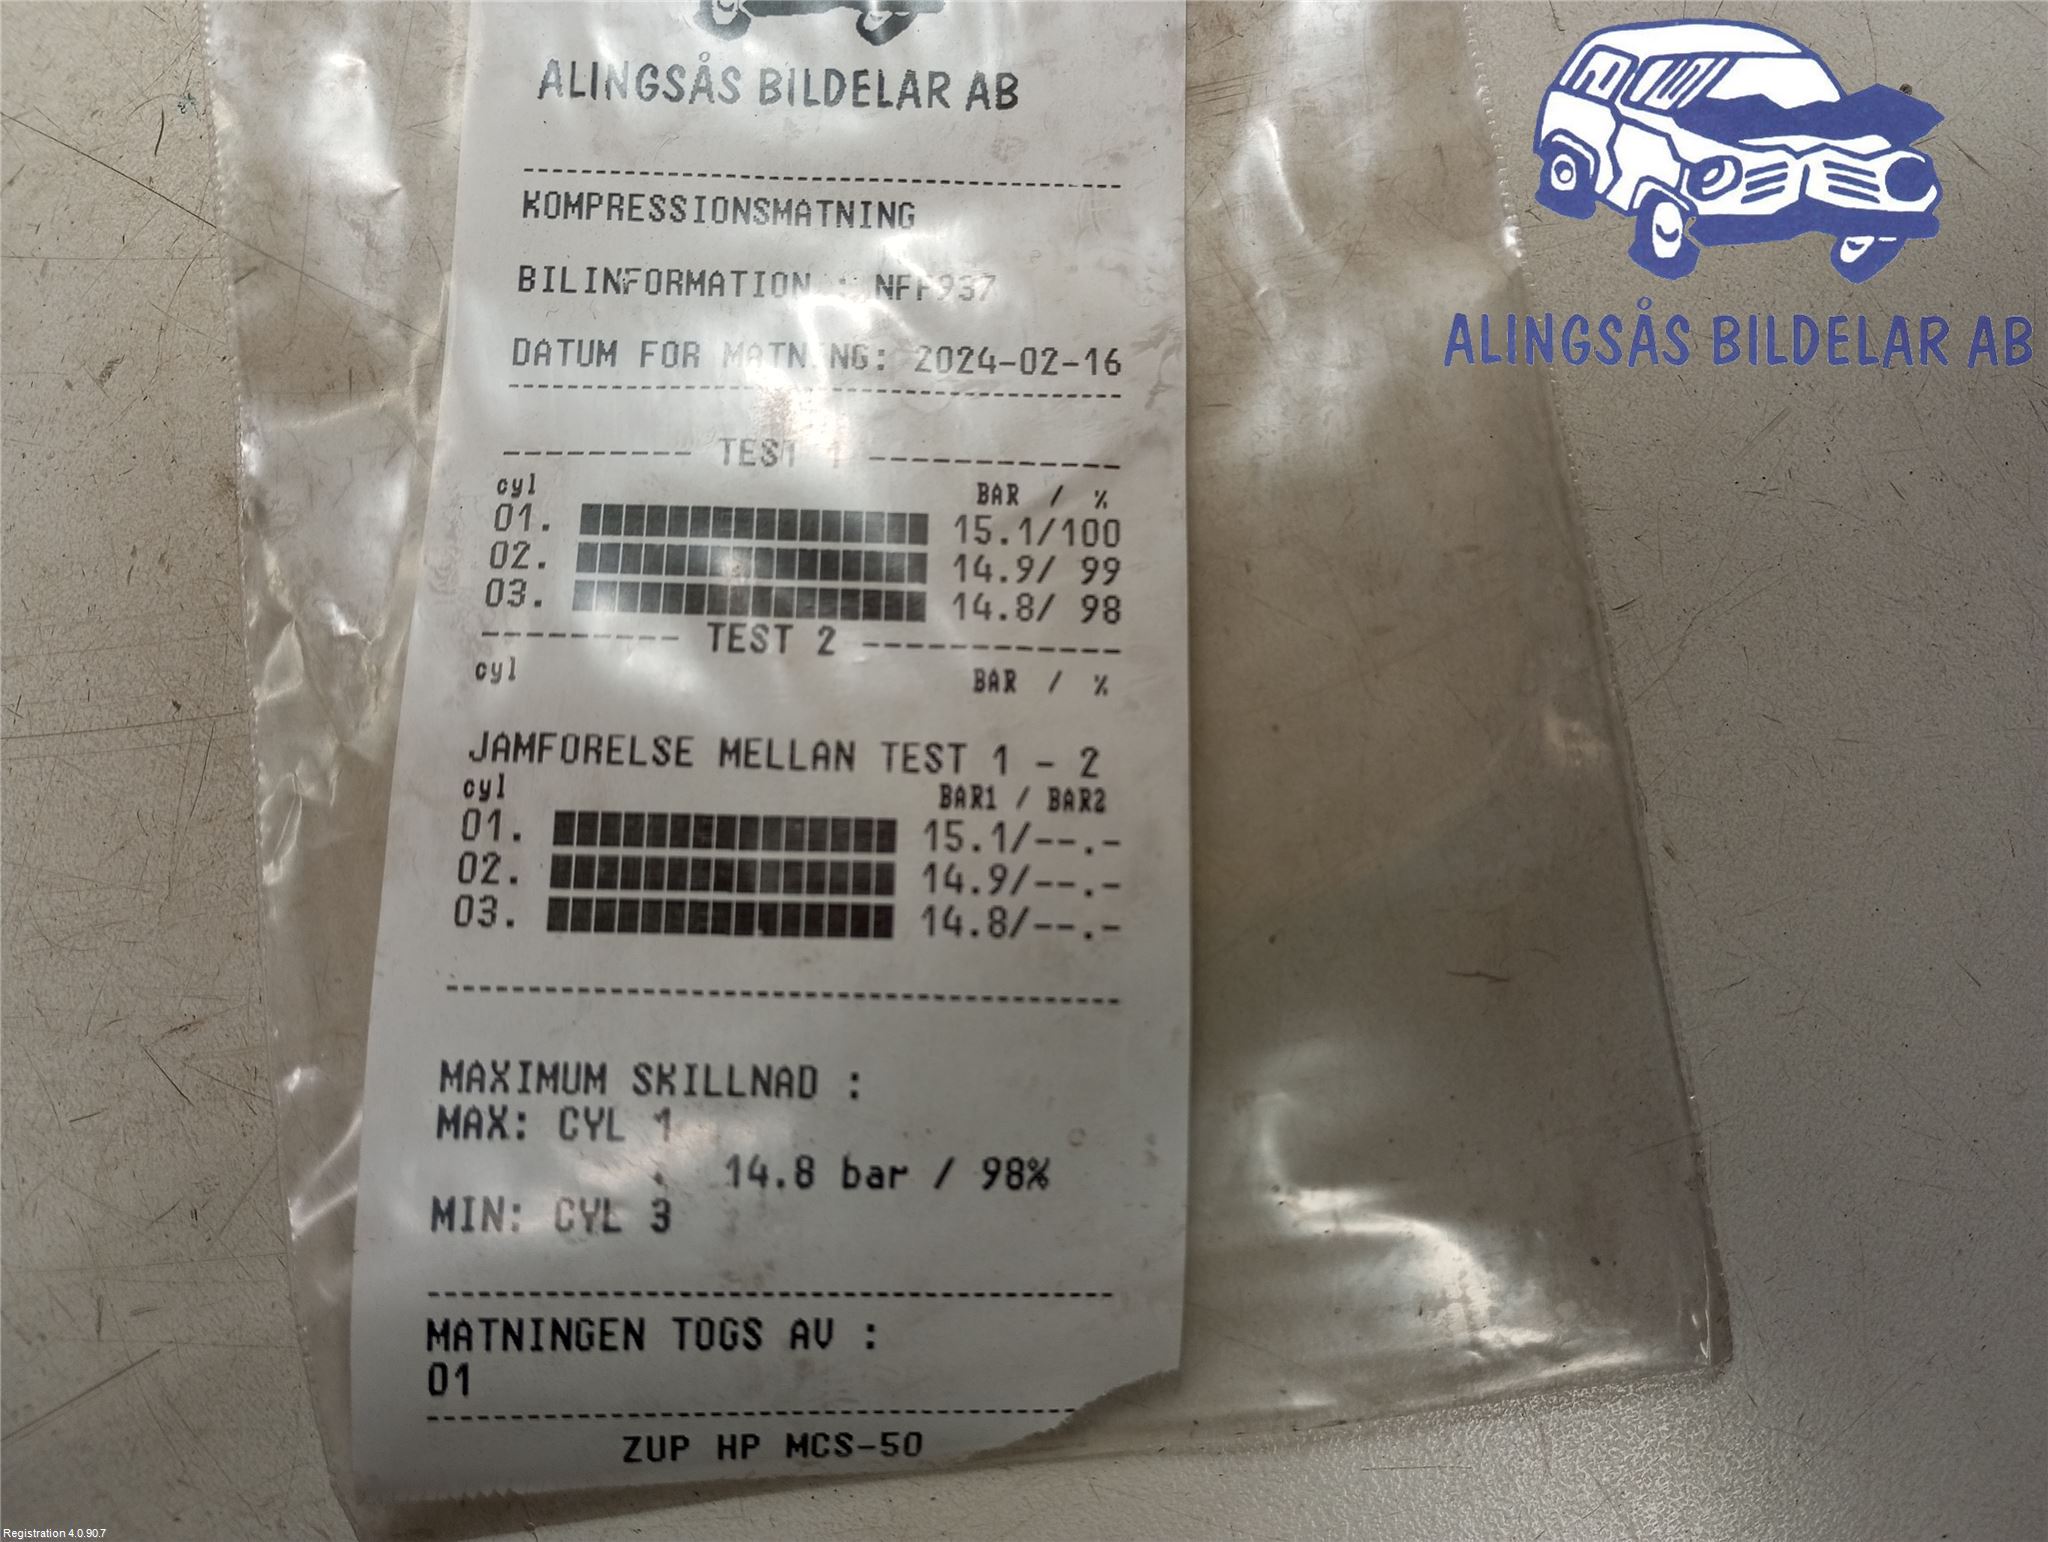 ALINGSÅS BILDELAR AB
ALINGSÅS BILDELAR AB
KOMPRESSIONSMATNING
BILINFORMATION : NFF937
DATUM FOR MATNING: 2024-02-16
--------- TEST 1 ------------
cyl BAR / %
01. 15.1/100
02. 14.9/ 99
03. 14.8/ 98
--------- TEST 2 ------------
cyl BAR / %
JAMFORELSE MELLAN TEST 1 - 2
cyl BAR1 / BAR2
01. 15.1/--.-
02. 14.9/--.-
03. 14.8/--.-
MAXIMUM SKILLNAD :
MAX: CYL 1
14.8 bar / 98%
MIN: CYL 3
MATNINGEN TOGS AV :
01
ZUP HP MCS-50
Registration 4.0.90.7